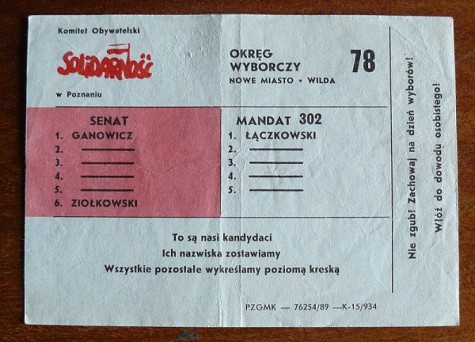 Komitet Obywatelski
SOLIDARNOŚĆ
w Poznaniu
OKRĘG
WYBORCZY
NOWE MIASTO • WILDA
78
SENAT
1. GANOWICZ
2.
3.
4.
5.
6. ZIOŁKOWSKI
MANDAT 302
1. ŁĄCZKOWSKI
2.
3.
4.
5.
To są nasi kandydaci
Ich nazwiska zostawiamy
Wszystkie pozostałe wykreślamy poziomą kreską
PZGMK — 76254/89 —K-15/934
Nie zgub! Zachowaj na dzień wyborów!
Włóż do dowodu osobistego!